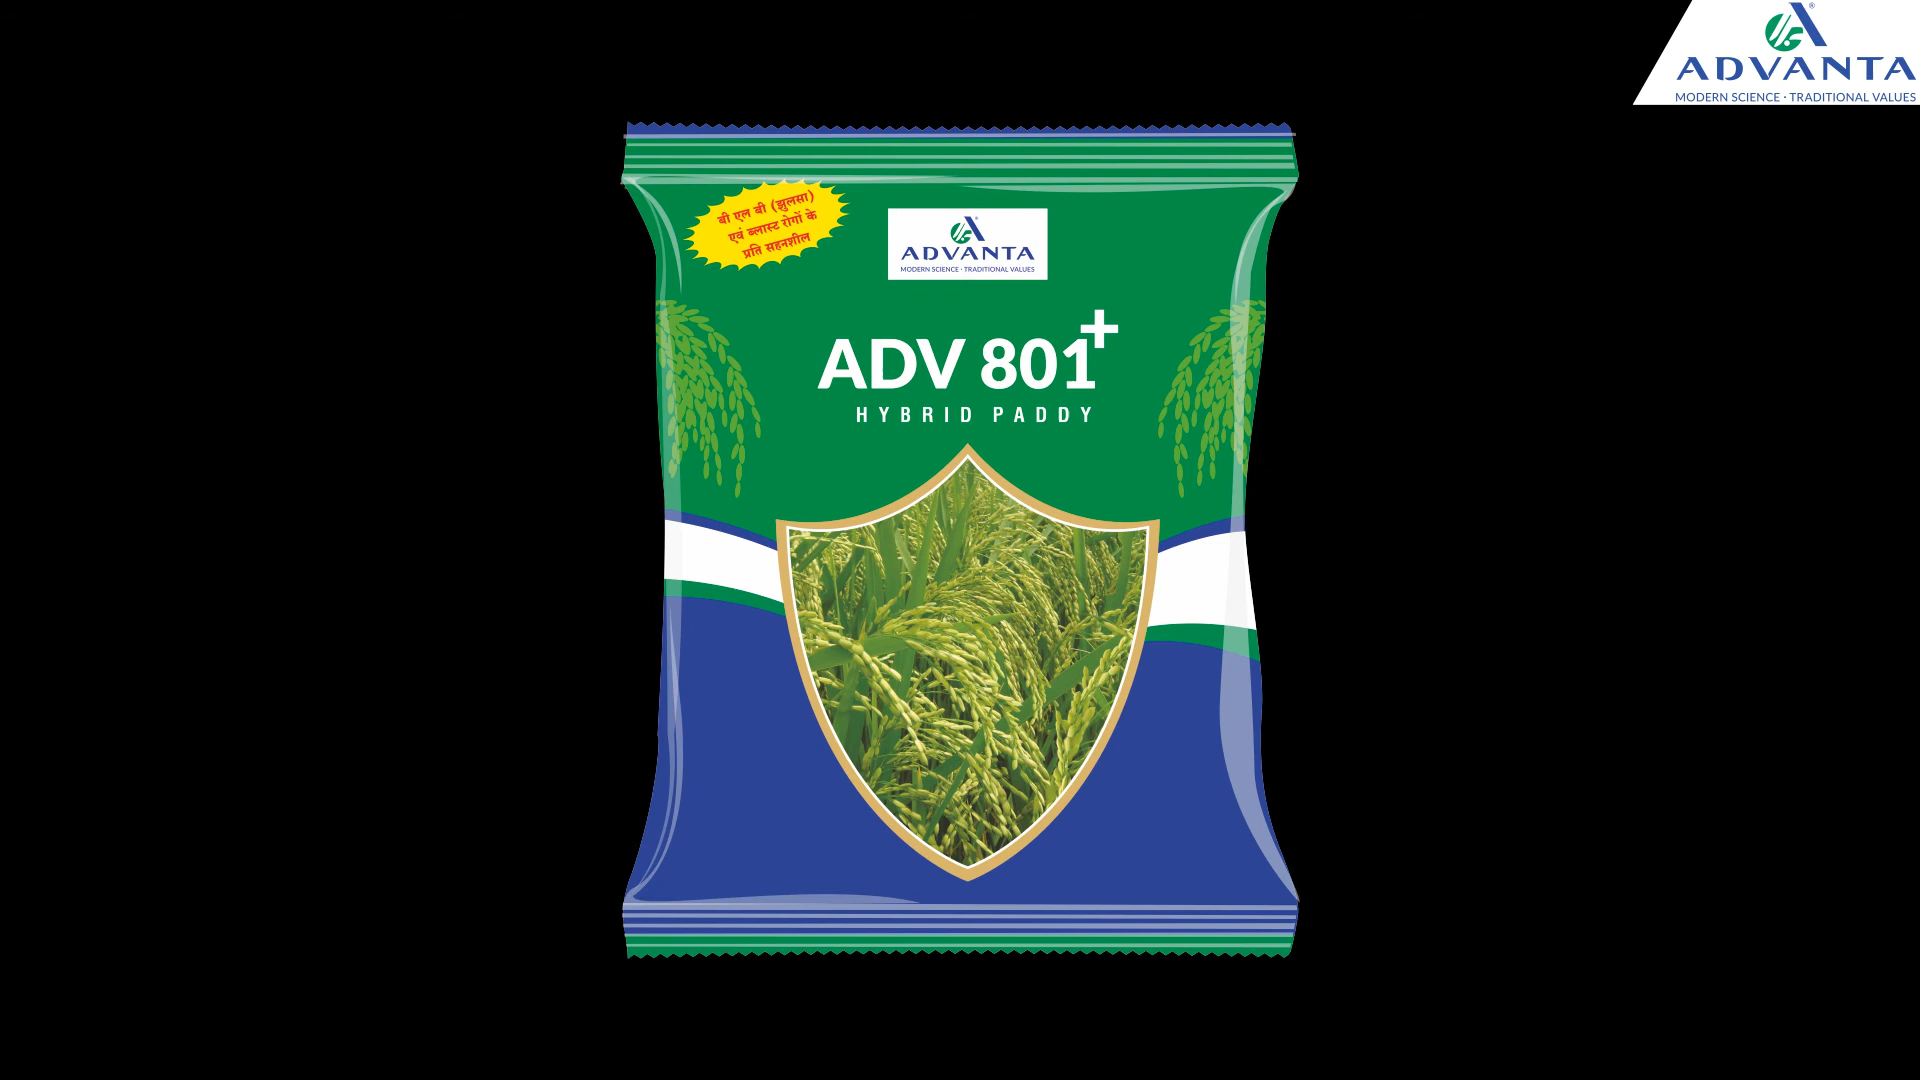 ADVANTA
MODERN SCIENCE · TRADITIONAL VALUES
बी एल बी (झुलसा)
एवं ब्लास्ट रोगों के
प्रति सहनशील
ADVANTA
MODERN SCIENCE · TRADITIONAL VALUES
ADV 801+
HYBRID PADDY